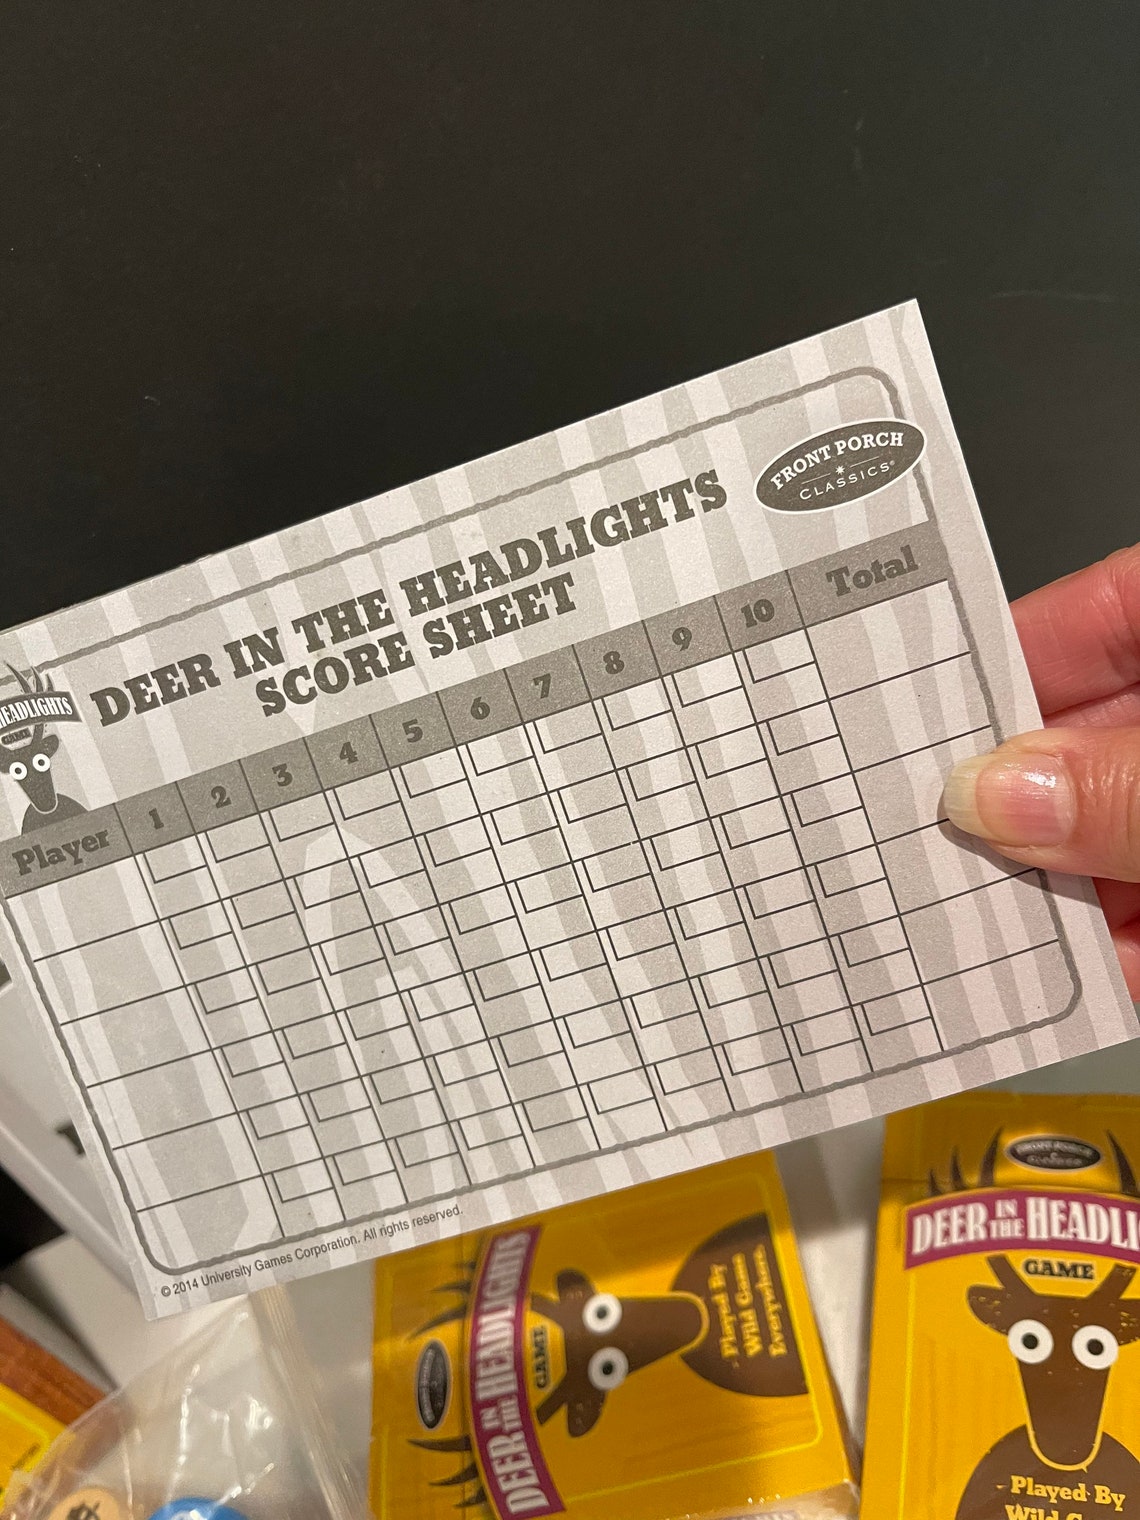 FRONT PORCH
CLASSICS®
DEER IN THE HEADLIGHTS
SCORE SHEET
HEADLIGHTS
GAME
Player 1 2 3 4 5 6 7 8 9 10 Total
© 2014 University Games Corporation. All rights reserved.
DEER IN THE HEADLIGHTS
GAME
Played By
Wild Game
Everywhere.
DEER IN THE HEADLI
GAME
Played By
Wild